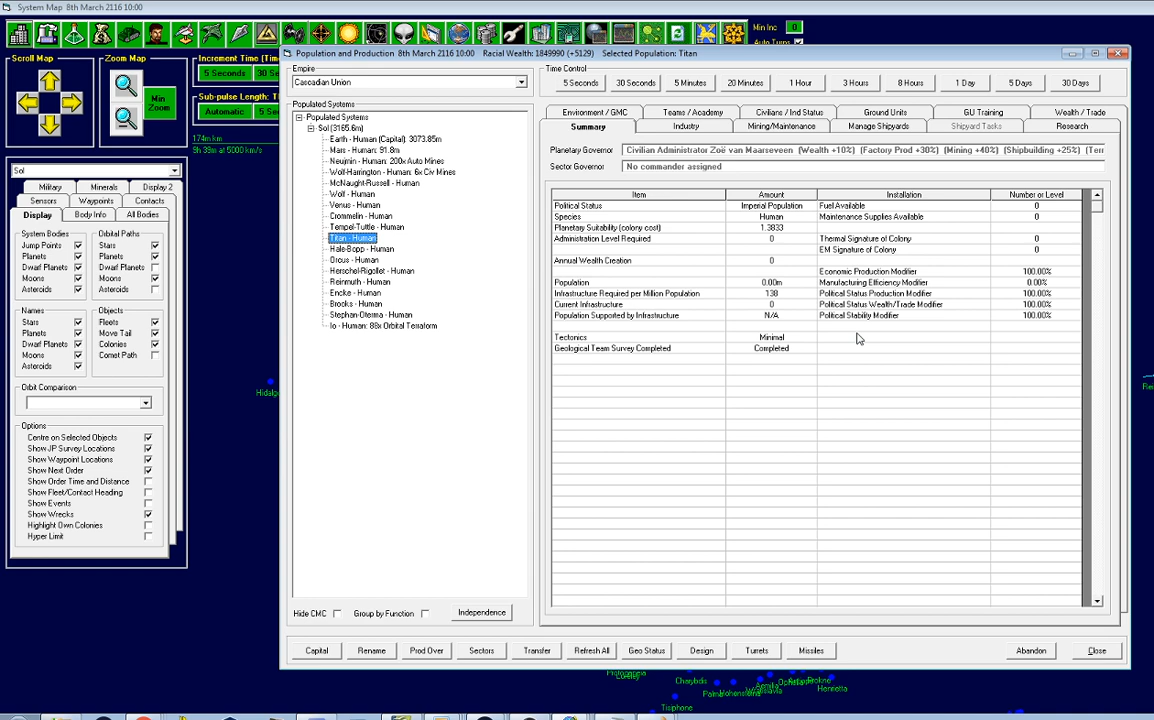 System Map  8th March 2116 10:00
Scroll Map
Zoom Map
Min Zoom
Increment Time
5 Seconds
Sub-pulse Length:
Automatic
174m km
9h 39m at 5000 km/s
Min Inc
0
Auto Turns
Sol
Military
Minerals
Display 2
Sensors
Waypoints
Contacts
Display
Body Info
All Bodies
System Bodies
Orbital Paths
Jump Points
Stars
Planets
Planets
Dwarf Planets
Dwarf Planets
Moons
Moons
Asteroids
Asteroids
Names
Objects
Stars
Fleets
Planets
Move Tail
Dwarf Planets
Colonies
Moons
Comet Path
Asteroids
Orbit Comparison
Options
Centre on Selected Objects
Show JP Survey Locations
Show Waypoint Locations
Show Next Order
Show Order Time and Distance
Show Fleet/Contact Heading
Show Events
Show Wrecks
Highlight Own Colonies
Hyper Limit
Population and Production  8th March 2116 10:00    Racial Wealth: 1849990 (+5129)    Selected Population: Titan
Empire
Cascadian Union
Time Control
5 Seconds
30 Seconds
5 Minutes
20 Minutes
1 Hour
3 Hours
8 Hours
1 Day
5 Days
30 Days
Populated Systems
Populated Systems
Sol (3165.6m)
Earth - Human (Capital)  3073.85m
Mars - Human: 91.8m
Neujmin - Human: 200x Auto Mines
Wolf-Harrington - Human: 6x Civ Mines
McNaught-Russell - Human
Wolf - Human
Venus - Human
Crommelin - Human
Tempel-Tuttle - Human
Titan - Human
Hale-Bopp - Human
Orcus - Human
Herschel-Rigollet - Human
Reinmuth - Human
Encke - Human
Brooks - Human
Stephan-Oterma - Human
Io - Human: 88x Orbital Terraform
Hide CMC
Group by Function
Independence
Environment / GMC
Teams / Academy
Civilians / Ind Status
Ground Units
GU Training
Wealth / Trade
Summary
Industry
Mining/Maintenance
Manage Shipyards
Shipyard Tasks
Research
Planetary Governor
Civilian Administrator Zoë van Maarseveen  (Wealth +10%)  (Factory Prod +30%)  (Mining +40%)  (Shipbuilding +25%)  (Terr
Sector Governor
No commander assigned
Item
Amount
Installation
Number or Level
Political Status
Imperial Population
Fuel Available
0
Species
Human
Maintenance Supplies Available
0
Planetary Suitability (colony cost)
1.3833
Administration Level Required
0
Thermal Signature of Colony
0
EM Signature of Colony
0
Annual Wealth Creation
0
Economic Production Modifier
100.00%
Population
0.00m
Manufacturing Efficiency Modifier
0.00%
Infrastructure Required per Million Population
138
Political Status Production Modifier
100.00%
Current Infrastructure
0
Political Status Wealth/Trade Modifier
100.00%
Population Supported by Infrastructure
N/A
Political Stability Modifier
100.00%
Tectonics
Minimal
Geological Team Survey Completed
Completed
Capital
Rename
Prod Over
Sectors
Transfer
Refresh All
Geo Status
Design
Turrets
Missiles
Abandon
Close
Charybdis
Henrietta
Tisiphone